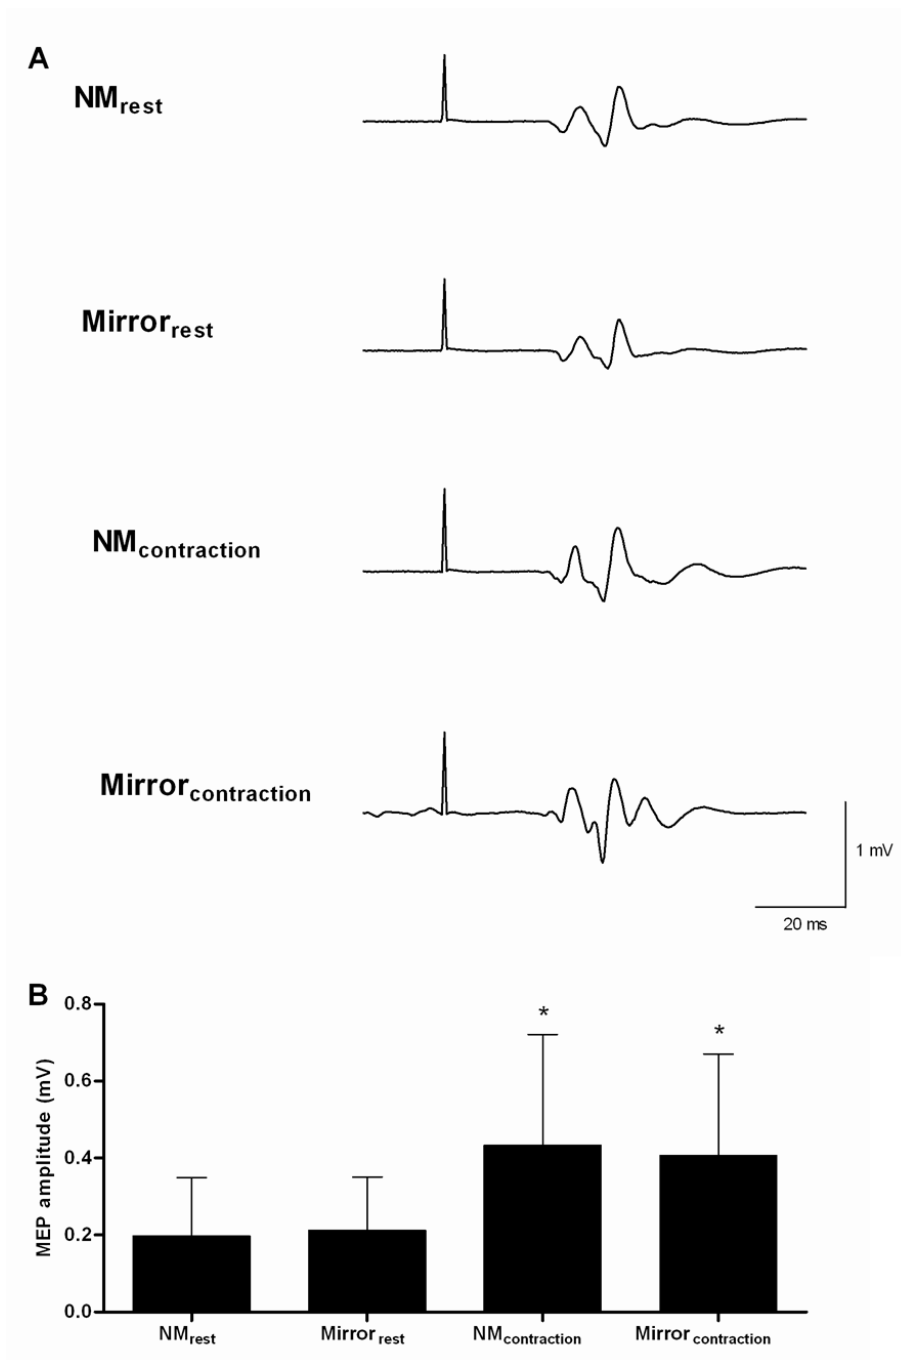 A
NMrest
Mirrorrest
NMcontraction
Mirrorcontraction
1 mV
20 ms
B
MEP amplitude (mV)
0.8
0.6
0.4
0.2
0.0
*
*
NMrest
Mirrorrest
NMcontraction
Mirrorcontraction